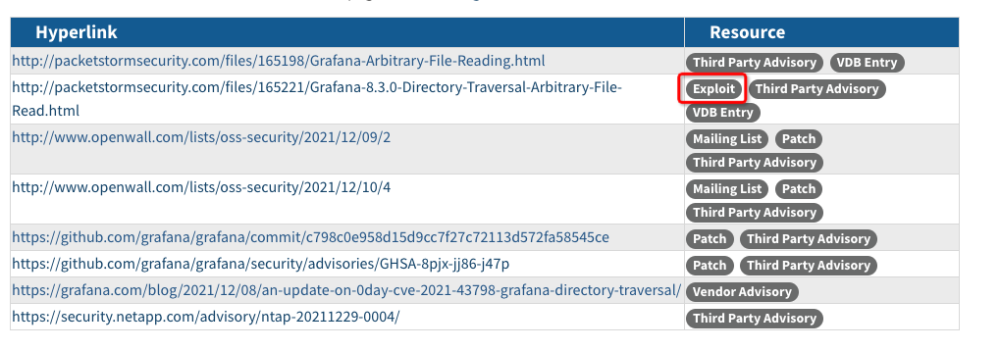 Hyperlink Resource
http://packetstormsecurity.com/files/165198/Grafana-Arbitrary-File-Reading.html Third Party Advisory VDB Entry
http://packetstormsecurity.com/files/165221/Grafana-8.3.0-Directory-Traversal-Arbitrary-File- Exploit Third Party Advisory
Read.html VDB Entry
http://www.openwall.com/lists/oss-security/2021/12/09/2 Mailing List Patch
Third Party Advisory
http://www.openwall.com/lists/oss-security/2021/12/10/4 Mailing List Patch
Third Party Advisory
https://github.com/grafana/grafana/commit/c798c0e958d15d9cc7f27c72113d572fa58545ce Patch Third Party Advisory
https://github.com/grafana/grafana/security/advisories/GHSA-8pjx-jj86-j47p Patch Third Party Advisory
https://grafana.com/blog/2021/12/08/an-update-on-0day-cve-2021-43798-grafana-directory-traversal/ Vendor Advisory
https://security.netapp.com/advisory/ntap-20211229-0004/ Third Party Advisory